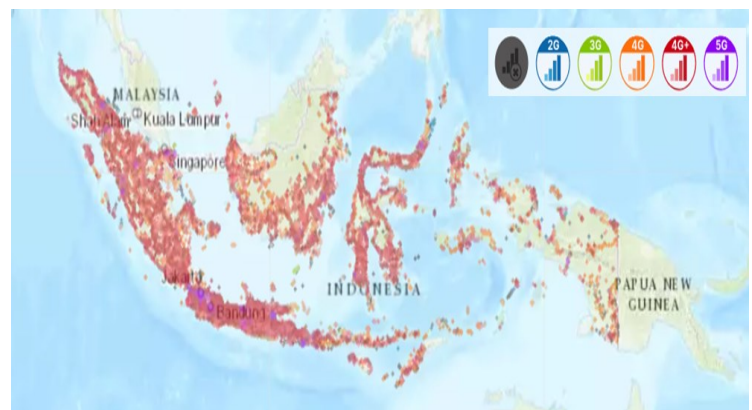 2G 3G 4G 4G+ 5G
MALAYSIA
Shah Alam
Kuala Lumpur
Singapore
Jakarta
INDONESIA
Bandung
PAPUA NEW
GUINEA